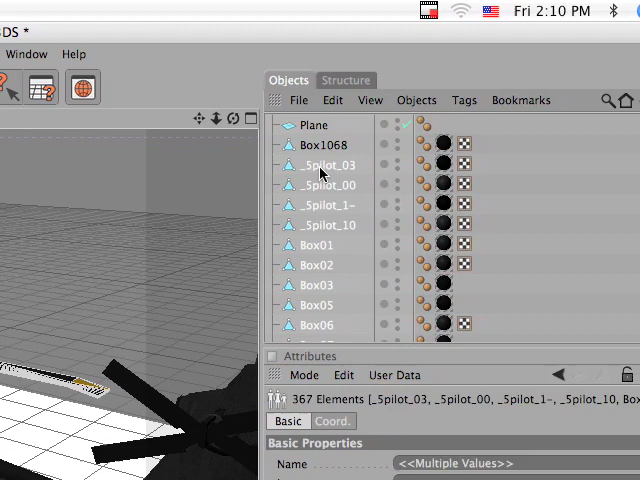 Fri 2:10 PM
3DS *
Window Help
Objects Structure
File Edit View Objects Tags Bookmarks
Plane
Box1068
_5pilot_03
_5pilot_00
_5pilot_1-
_5pilot_10
Box01
Box02
Box03
Box05
Box06
Attributes
Mode Edit User Data
367 Elements [_5pilot_03, _5pilot_00, _5pilot_1-, _5pilot_10, Box
Basic Coord.
Basic Properties
Name <<Multiple Values>>